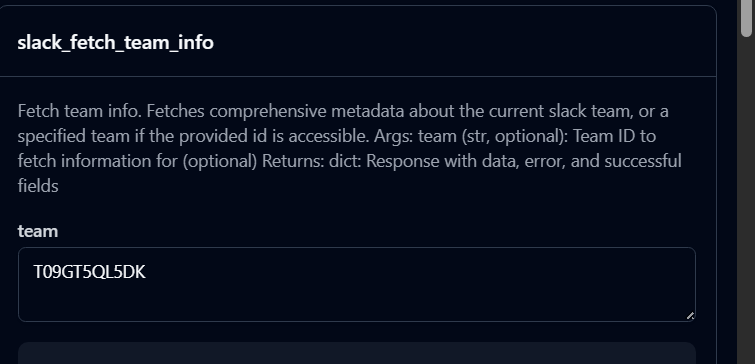 slack_fetch_team_info
Fetch team info. Fetches comprehensive metadata about the current slack team, or a
specified team if the provided id is accessible. Args: team (str, optional): Team ID to
fetch information for (optional) Returns: dict: Response with data, error, and successful
fields
team
T09GT5QL5DK